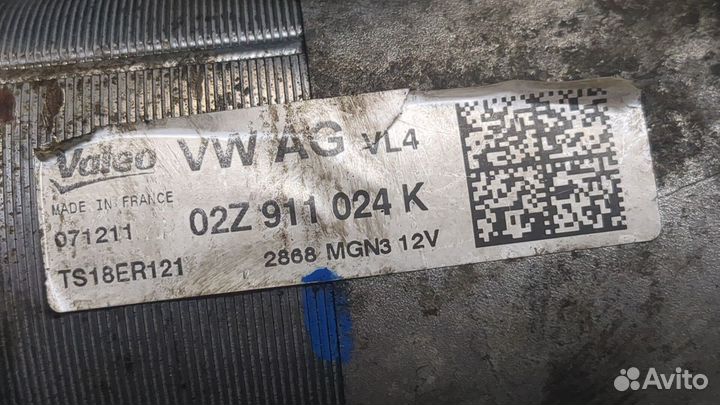 Valeo VW AG VL4
MADE IN FRANCE
071211 02Z 911 024 K
TS18ER121 2868 MGN3 12V
Avito